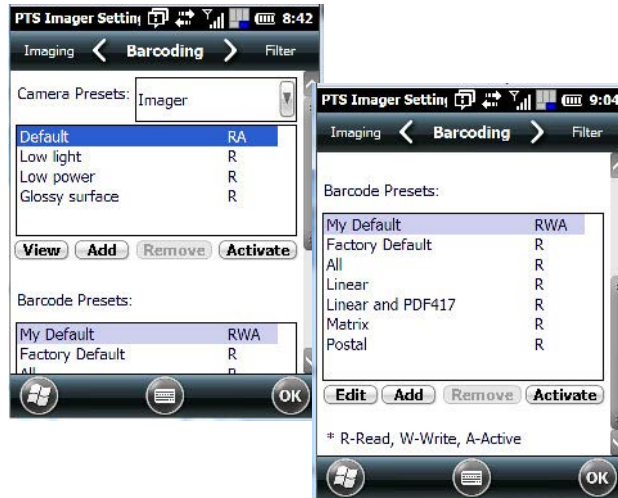 PTS Imager Settin 8:42
Imaging Barcoding Filter
Camera Presets: Imager
Default RA
Low light R
Low power R
Glossy surface R
View Add Remove Activate
Barcode Presets:
My Default RWA
Factory Default R
All R
OK
PTS Imager Settin 9:04
Imaging Barcoding Filter
Barcode Presets:
My Default RWA
Factory Default R
All R
Linear R
Linear and PDF417 R
Matrix R
Postal R
Edit Add Remove Activate
* R-Read, W-Write, A-Active
OK